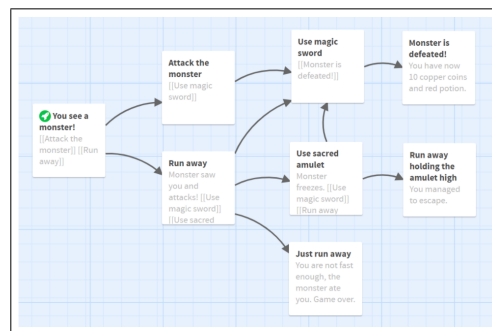 You see a
monster!
[[Attack the
monster]] [[Run
away]]
Attack the
monster
[[Use magic
sword]]
Run away
Monster saw
you and
attacks! [[Use
magic sword]]
[[Use sacred
Use magic
sword
[[Monster is
defeated!]]
Use sacred
amulet
Monster
freezes. [[Use
magic sword]]
[[Run away
Just run away
You are not fast
enough, the
monster ate
you. Game over.
Monster is
defeated!
You have now
10 copper coins
and red potion.
Run away
holding the
amulet high
You managed
to escape.